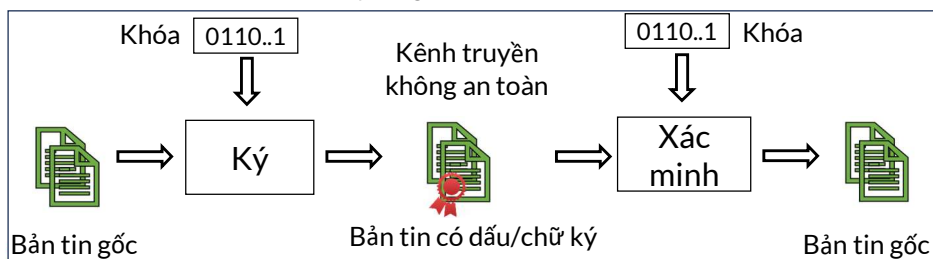 Khóa 0110..1
0110..1 Khóa
Kênh truyền
không an toàn
Ký
Xác
minh
Bản tin gốc
Bản tin có dấu/chữ ký
Bản tin gốc